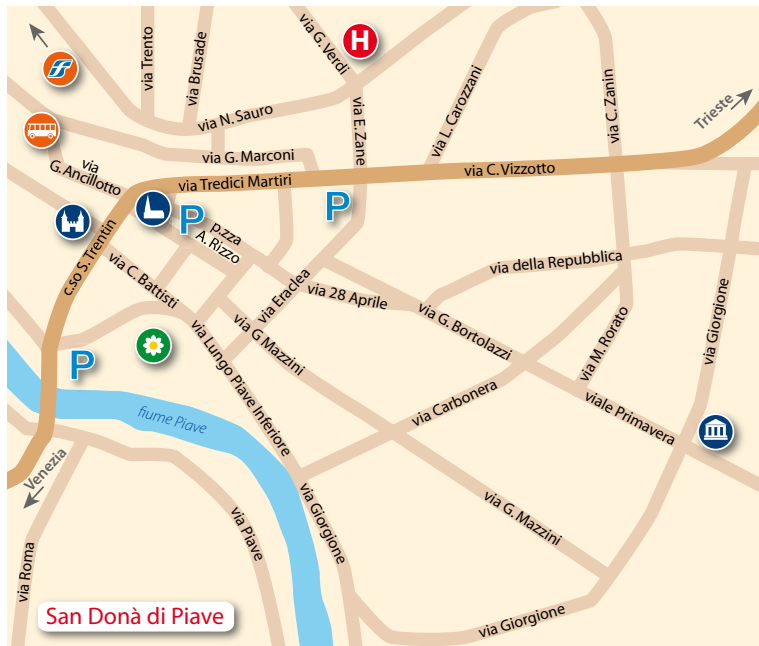 via G. Verdi
H
via Trento
via Brusade
via N. Sauro
via E. Zane
via L. Carozzani
via C. Zanin
Trieste
via
G. Ancillotto
via G. Marconi
via Tredici Martiri
via C. Vizzotto
P
P
p.zza
A. Rizzo
c.so S. Trentin
via C. Battisti
via Eraclea
via 28 Aprile
via della Repubblica
via G. Bortolazzi
via G Mazzini
via Lungo Piave Inferiore
via M. Rorato
via Giorgione
P
fiume Piave
via Carbonera
viale Primavera
Venezia
via Piave
via Giorgione
via G. Mazzini
via Roma
via Giorgione
San Donà di Piave